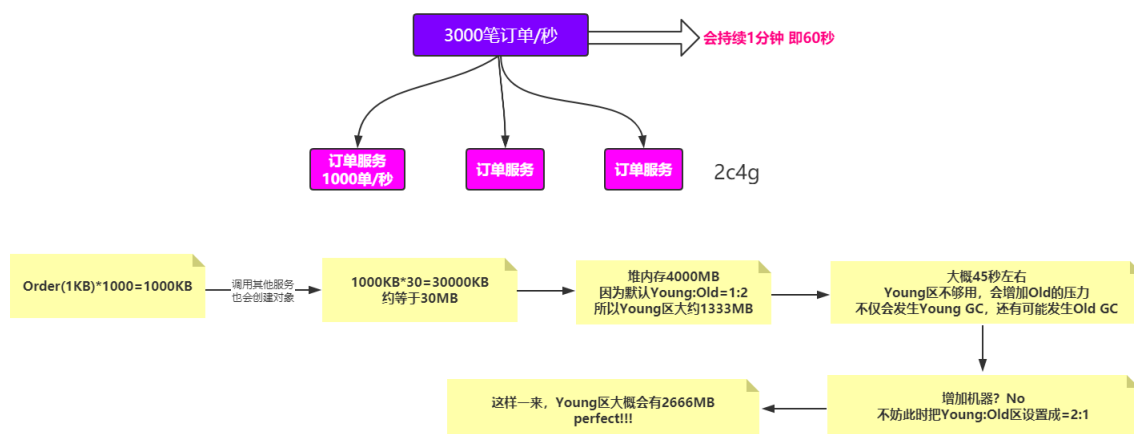 3000笔订单/秒
会持续1分钟 即60秒
订单服务
1000单/秒
订单服务
订单服务
2c4g
Order(1KB)*1000=1000KB
调用其他服务
也会创建对象
1000KB*30=30000KB
约等于30MB
堆内存4000MB
因为默认Young:Old=1:2
所以Young区大约1333MB
大概45秒左右
Young区不够用，会增加Old的压力
不仅会发生Young GC，还有可能发生Old GC
增加机器？No
不妨此时把Young:Old区设置成=2:1
这样一来，Young区大概会有2666MB
perfect!!!